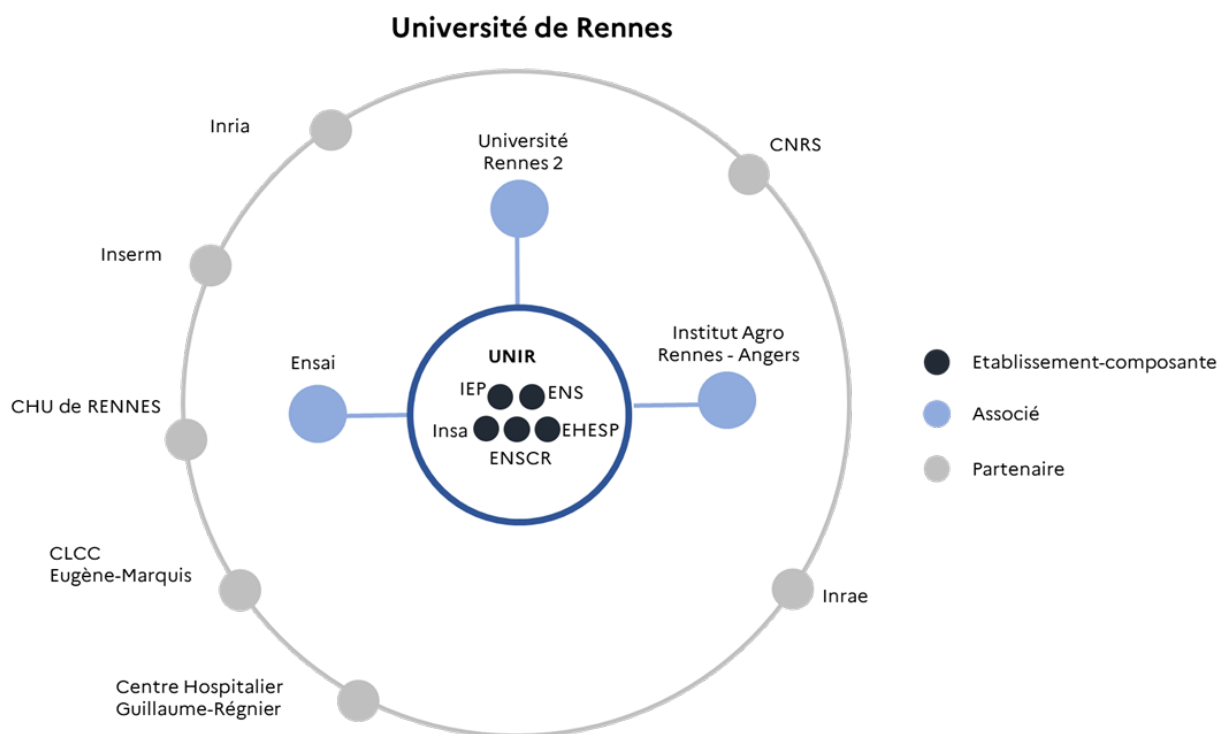 Université de Rennes
Inria
CNRS
Université
Rennes 2
Inserm
Institut Agro
Rennes - Angers
Ensai
UNIR
IEP
ENS
Insa
EHESP
ENSCR
CHU de RENNES
Etablissement-composante
Associé
Partenaire
CLCC
Eugène-Marquis
Inrae
Centre Hospitalier
Guillaume-Régnier